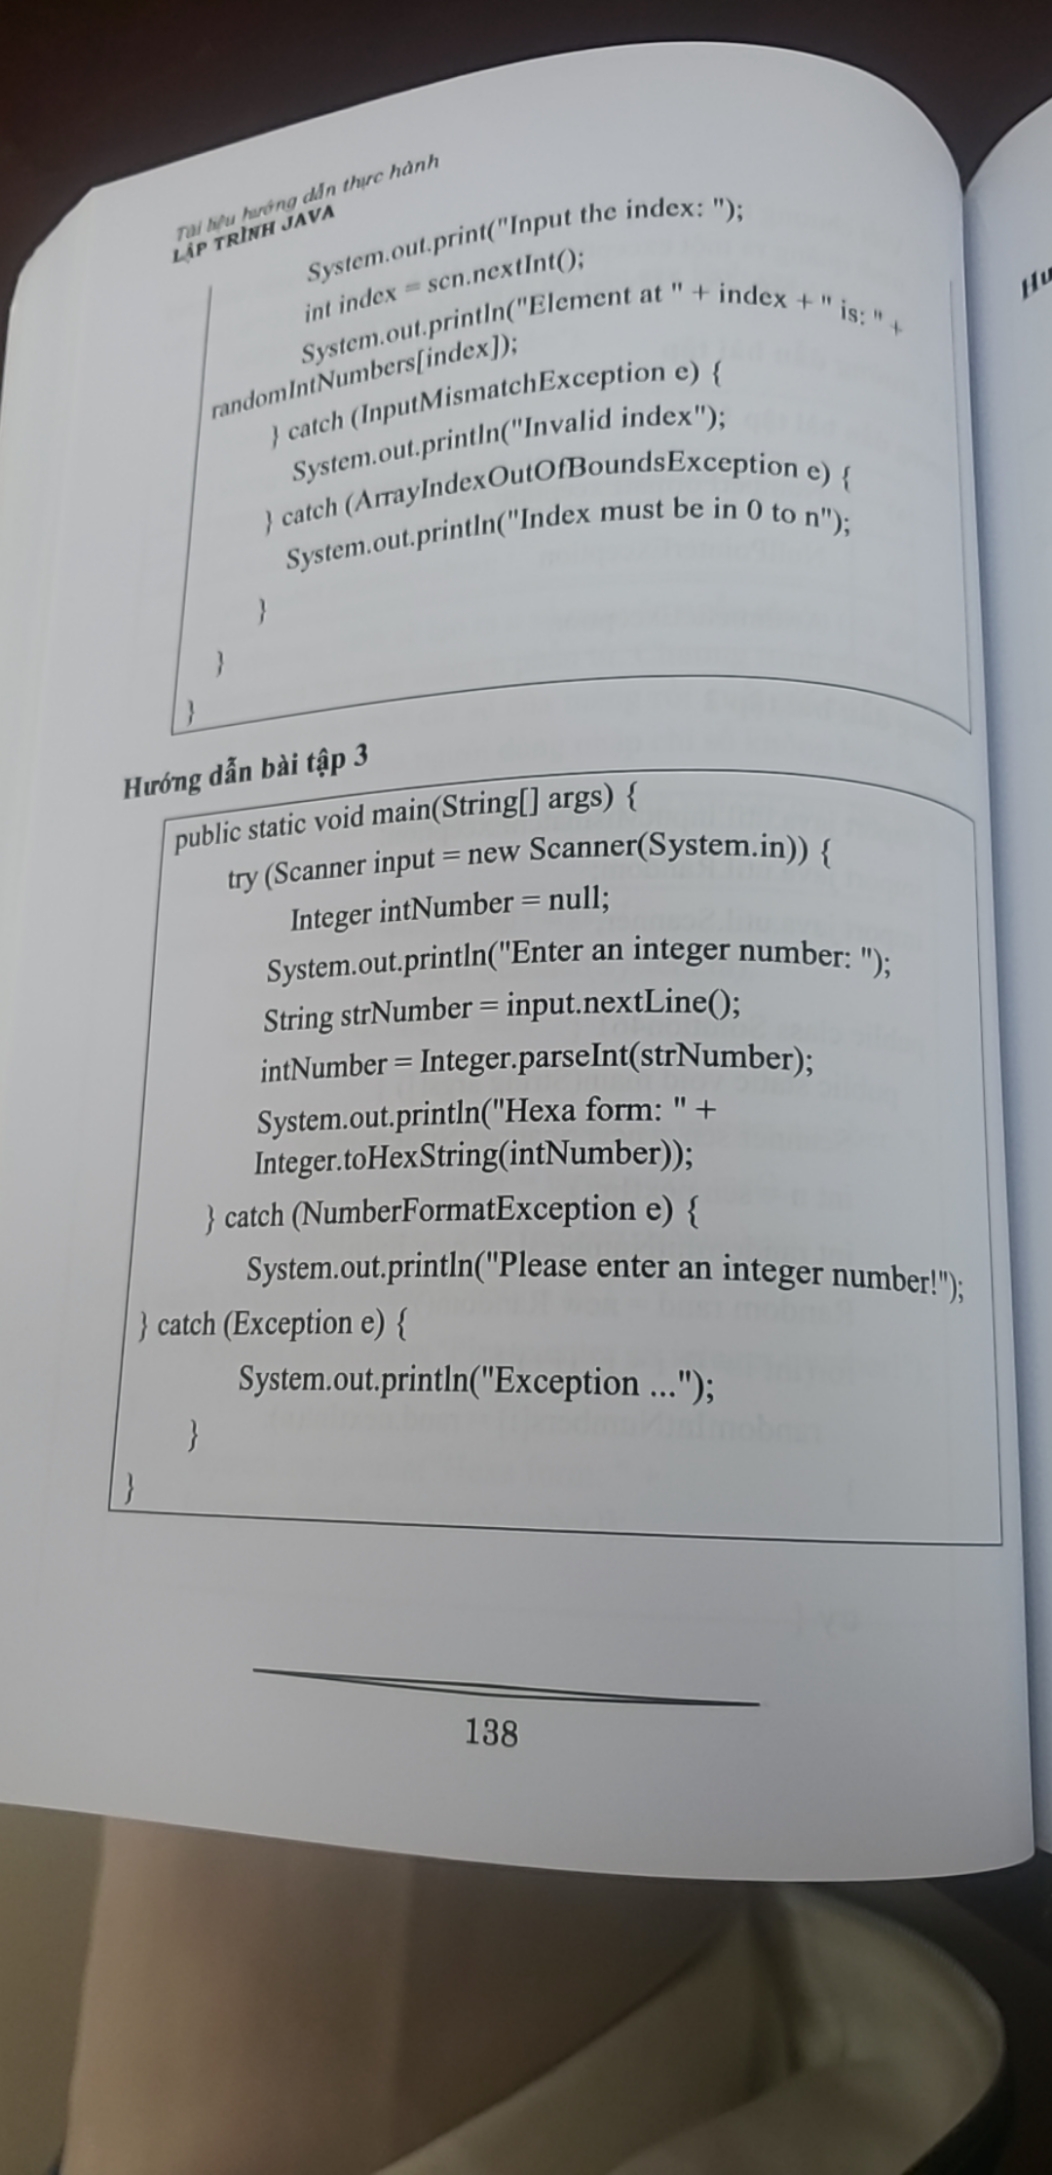 Tài liệu hướng dẫn thực hành
LẬP TRÌNH JAVA
System.out.print("Input the index: ");
int index = scn.nextInt();
System.out.println("Element at " + index + " is: " +
randomIntNumbers[index]);
} catch (InputMismatchException e) {
System.out.println("Invalid index");
} catch (ArrayIndexOutOfBoundsException e) {
System.out.println("Index must be in 0 to n");
}
}
}
Hướng dẫn bài tập 3
public static void main(String[] args) {
try (Scanner input = new Scanner(System.in)) {
Integer intNumber = null;
System.out.println("Enter an integer number: ");
String strNumber = input.nextLine();
intNumber = Integer.parseInt(strNumber);
System.out.println("Hexa form: " +
Integer.toHexString(intNumber));
} catch (NumberFormatException e) {
System.out.println("Please enter an integer number!");
} catch (Exception e) {
System.out.println("Exception ...");
}
}
138